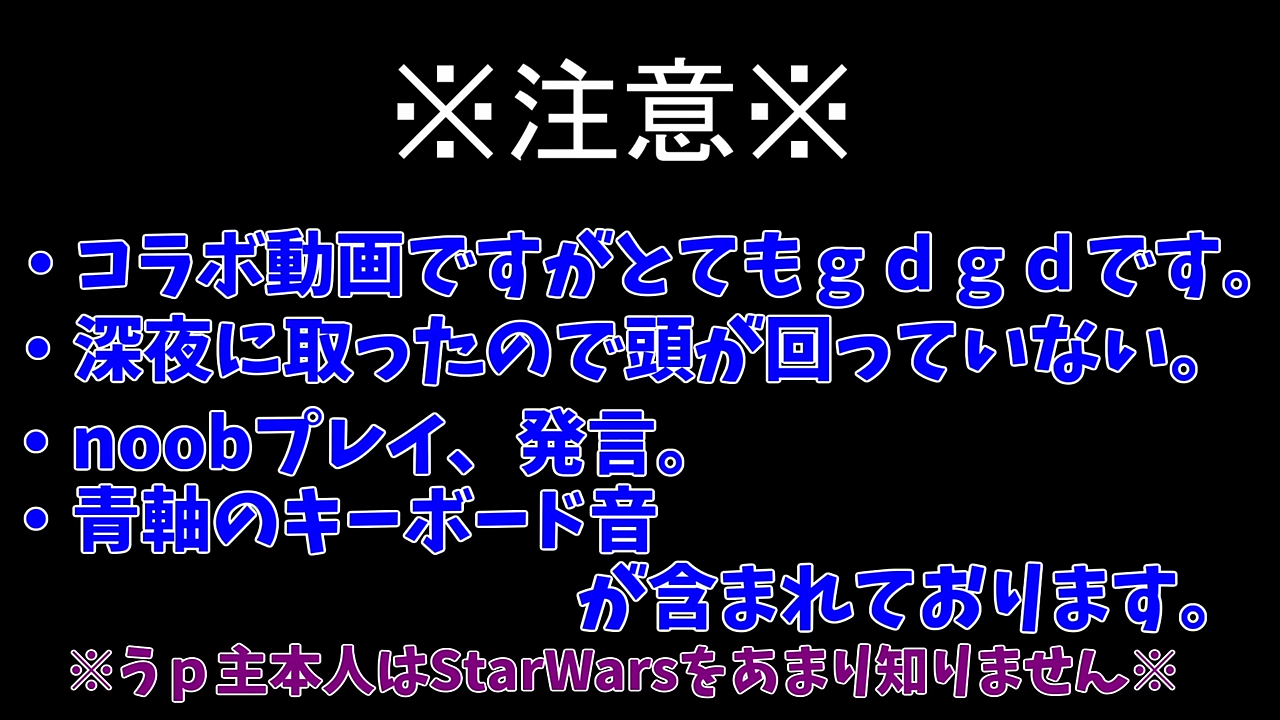 ※注意※
・コラボ動画ですがとてもｇｄｇｄです。
・深夜に取ったので頭が回っていない。
・noobプレイ、発言。
・青軸のキーボード音
が含まれております。
※うｐ主本人はStarWarsをあまり知りません※